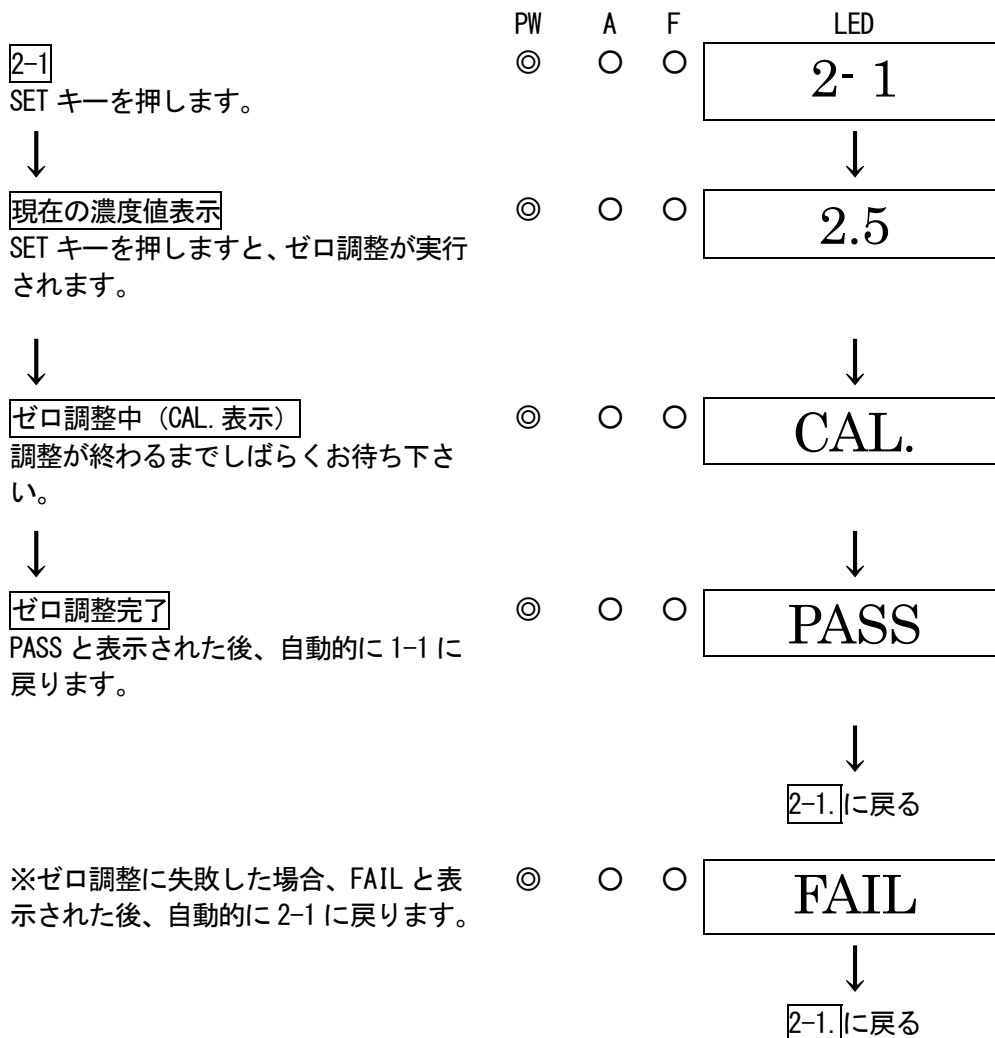 PW A F LED
2-1 ◎ ○ ○ 2- 1
SET キーを押します。
↓ ↓
現在の濃度値表示 ◎ ○ ○ 2.5
SET キーを押しますと、ゼロ調整が実行
されます。
↓ ↓
ゼロ調整中（CAL.表示） ◎ ○ ○ CAL.
調整が終わるまでしばらくお待ち下さ
い。
↓ ↓
ゼロ調整完了 ◎ ○ ○ PASS
PASS と表示された後、自動的に 1-1 に
戻ります。
↓
2-1.に戻る
※ゼロ調整に失敗した場合、FAIL と表 ◎ ○ ○ FAIL
示された後、自動的に 2-1 に戻ります。
↓
2-1.に戻る